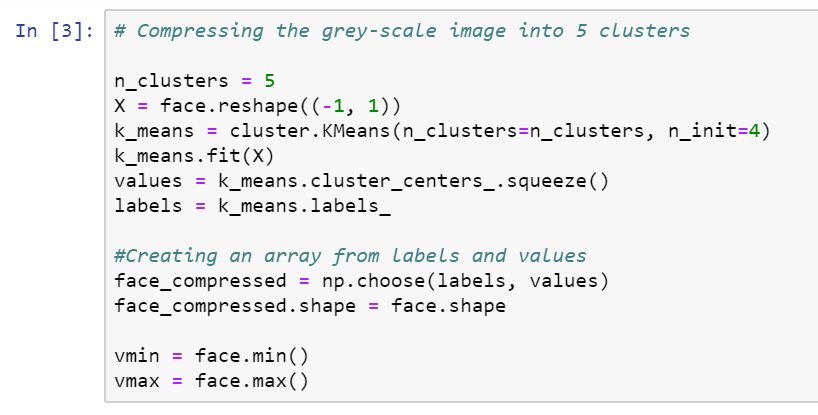 In [3]: # Compressing the grey-scale image into 5 clusters
n_clusters = 5
X = face.reshape((-1, 1))
k_means = cluster.KMeans(n_clusters=n_clusters, n_init=4)
k_means.fit(X)
values = k_means.cluster_centers_.squeeze()
labels = k_means.labels_
#Creating an array from labels and values
face_compressed = np.choose(labels, values)
face_compressed.shape = face.shape
vmin = face.min()
vmax = face.max()